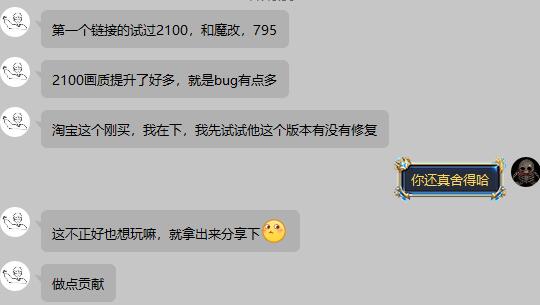 第一个链接的试过2100，和魔改，795
2100画质提升了好多，就是bug有点多
淘宝这个刚买，我在下，我先试试他这个版本有没有修复
你还真舍得哈
这不正好也想玩嘛，就拿出来分享下
做点贡献